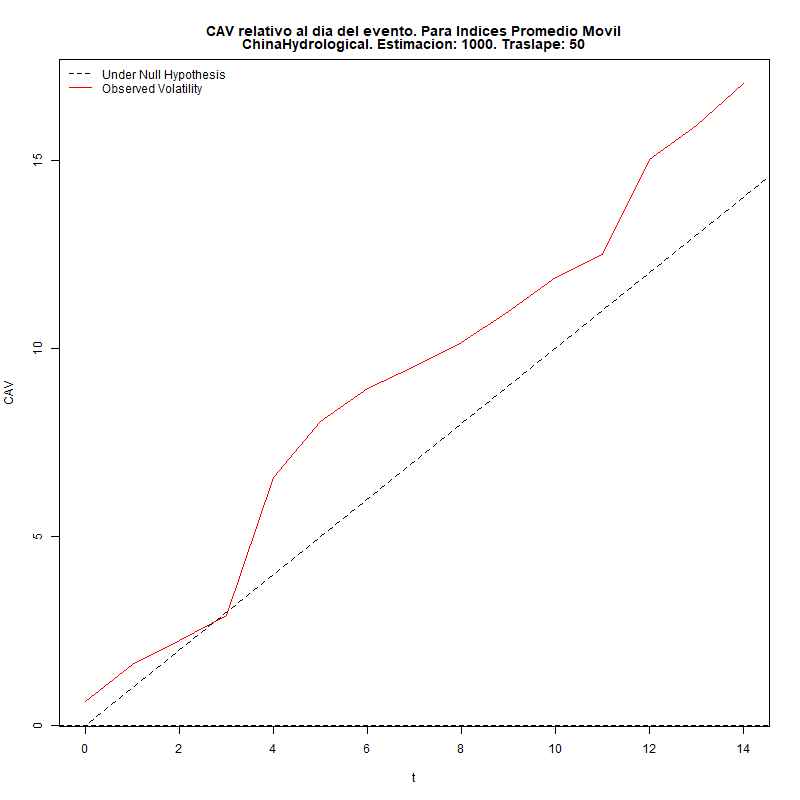 CAV relativo al dia del evento. Para Indices Promedio Movil
ChinaHydrological. Estimacion: 1000. Traslape: 50
Under Null Hypothesis
Observed Volatility
15
10
5
0
CAV
0 2 4 6 8 10 12 14
t